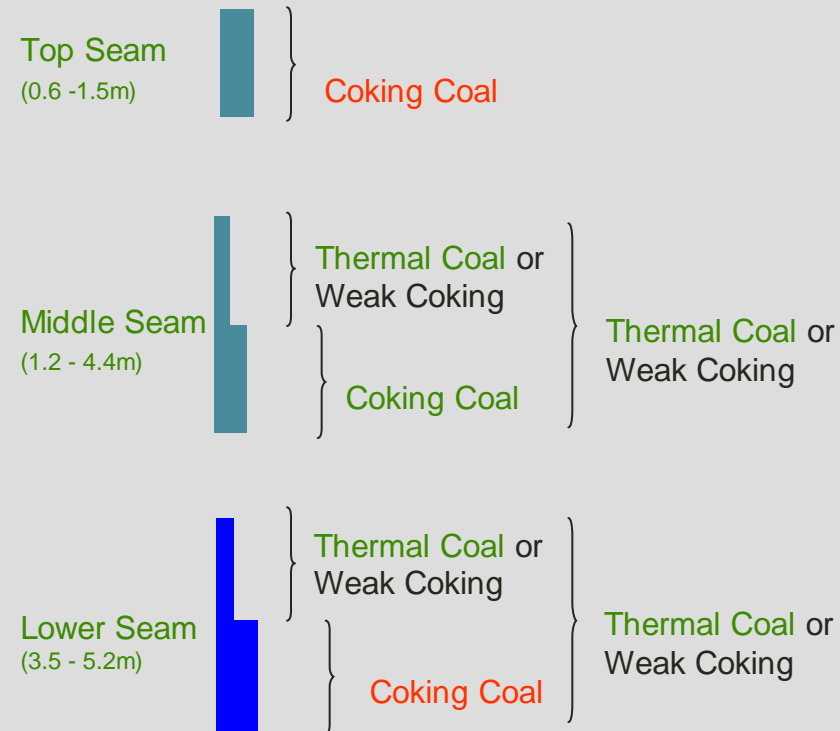 Top Seam
(0.6 -1.5m)
Coking Coal
Thermal Coal or
Weak Coking
Middle Seam
(1.2 - 4.4m)
Coking Coal
Thermal Coal or
Weak Coking
Thermal Coal or
Weak Coking
Lower Seam
(3.5 - 5.2m)
Coking Coal
Thermal Coal or
Weak Coking